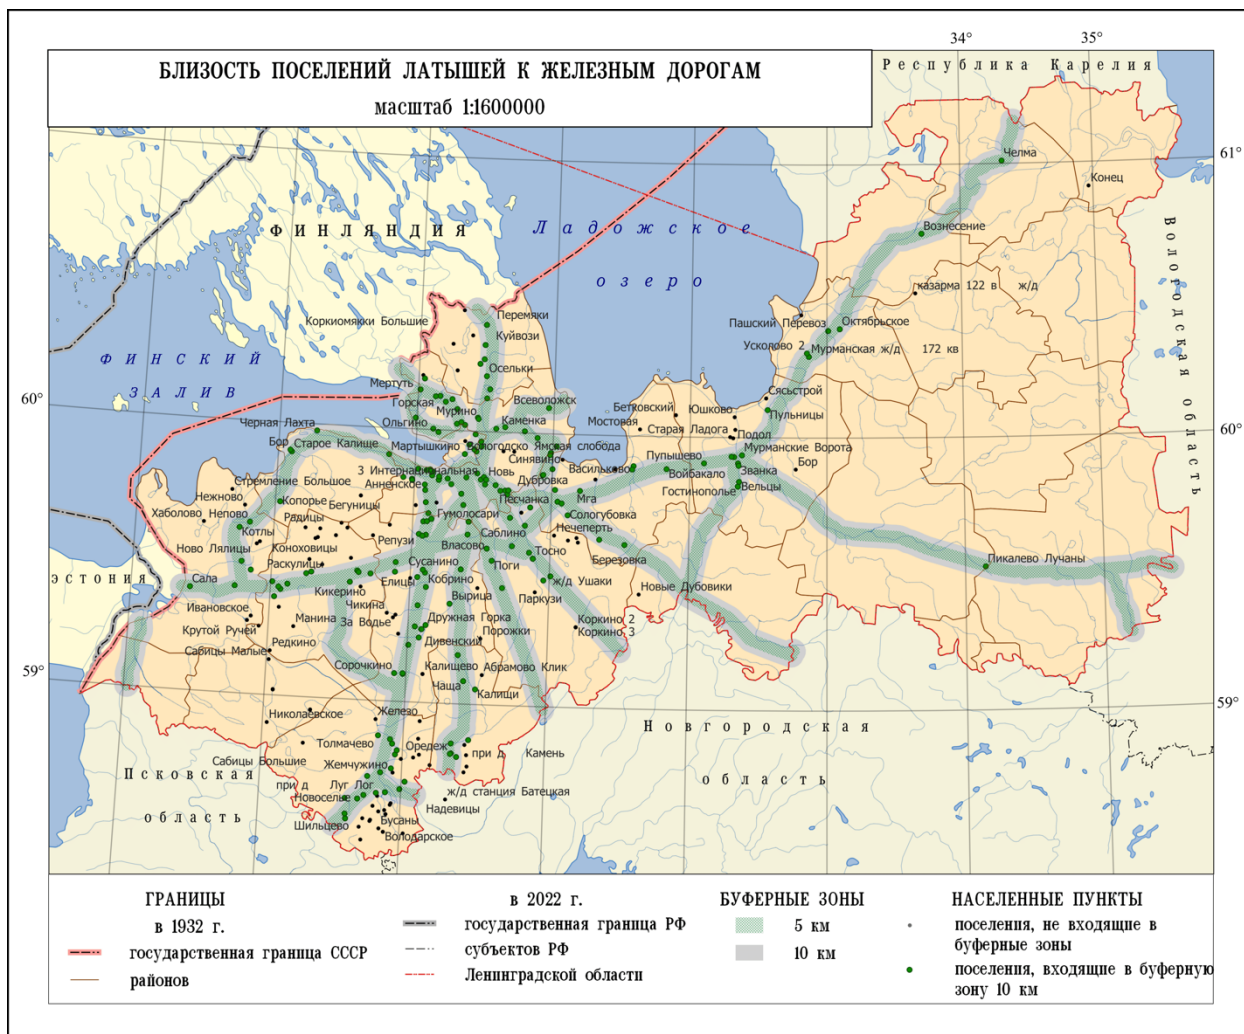 34°
35°
БЛИЗОСТЬ ПОСЕЛЕНИЙ ЛАТЫШЕЙ К ЖЕЛЕЗНЫМ ДОРОГАМ
масштаб 1:1600000
Республика Карелия
61°
Челма
Конец
Вологодская область
ФИНЛЯНДИЯ
Ладожское
озеро
Вознесение
казарма 122 в ж/д
ФИНСКИЙ
ЗАЛИВ
Коркиомякки Большие
Перемяки
Куйвози
Пашский Перевоз
Октябрьское
Усколово 2
Мурманская ж/д 172 кв
Осельки
Мертуть
60°
Сясьстрой
Горская
Всеволожск
Мурино
Бетковский
Юшково
Пульницы
60°
Черная Лахта
Ольгино
Каменка
Мостовая
Старая Ладога
Подол
Бор
Старое Калище
Мартышкино
Вологодско Ямская слобода
Мурманские Ворота
Синявино
Пупышево
3 Интернациональная
Новь
Васильково
Войбакало
Званка
Бор
Стремление Большое
Анненское
Дубровка
Гостинополье
Вельцы
Нежново
Копорье
Бегуницы
Песчанка
Мга
Хаболово
Непово
Радицы
Гумолосари
Сологубовка
Котлы
Репузи
Саблино
Нечеперть
Ново Лялицы
Коноховицы
Власово
Тосно
Березовка
Пикалево
Лучаны
Раскулицы
Сусанино
Поги
ЭСТОНИЯ
Сала
Елицы
Кобрино
ж/д Ушаки
Новые Дубовики
Кикерино
Вырица
Паркузи
Ивановское
Чикина
Манина
За Водье
Дружная Горка
Коркино 2
Крутой Ручей
Порожки
Коркино 3
Редкино
Дивенский
Сабицы Малые
59°
Сорочкино
Калищево
Абрамово Клик
Чаща
Калищи
59°
Николаевское
Железо
Новгородская
Толмачево
Оредеж
при д
Камень
Сабицы Большие
Жемчужино
Псковская
область
при д
Луг Лог
ж/д станция Батецкая
Новоселье
Надевицы
область
Шильцево
Бусаны
Володарское
ГРАНИЦЫ
в 1932 г.
государственная граница СССР
районов
в 2022 г.
государственная граница РФ
субъектов РФ
Ленинградской области
БУФЕРНЫЕ ЗОНЫ
5 км
10 км
НАСЕЛЕННЫЕ ПУНКТЫ
поселения, не входящие в
буферные зоны
поселения, входящие в буферную
зону 10 км